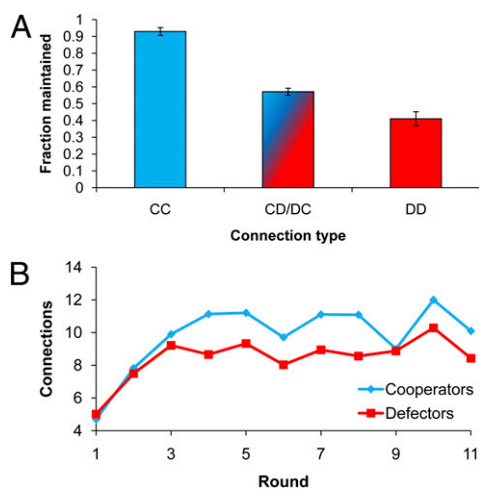 A
Fraction maintained
1
0.9
0.8
0.7
0.6
0.5
0.4
0.3
0.2
0.1
0
CC CD/DC DD
Connection type
B
Connections
14
12
10
8
6
4
Cooperators
Defectors
1 3 5 7 9 11
Round